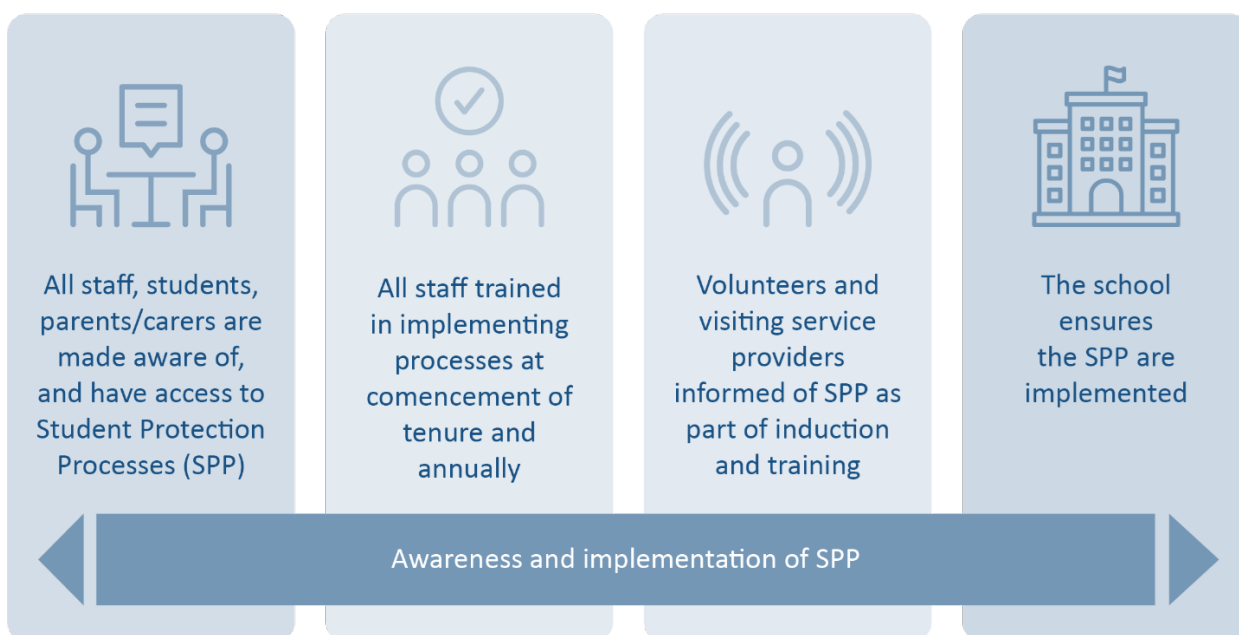 All staff, students,
parents/carers are
made aware of,
and have access to
Student Protection
Processes (SPP)
All staff trained
in implementing
processes at
comencement of
tenure and
annually
Volunteers and
visiting service
providers
informed of SPP as
part of induction
and training
The school
ensures
the SPP are
implemented
Awareness and implementation of SPP